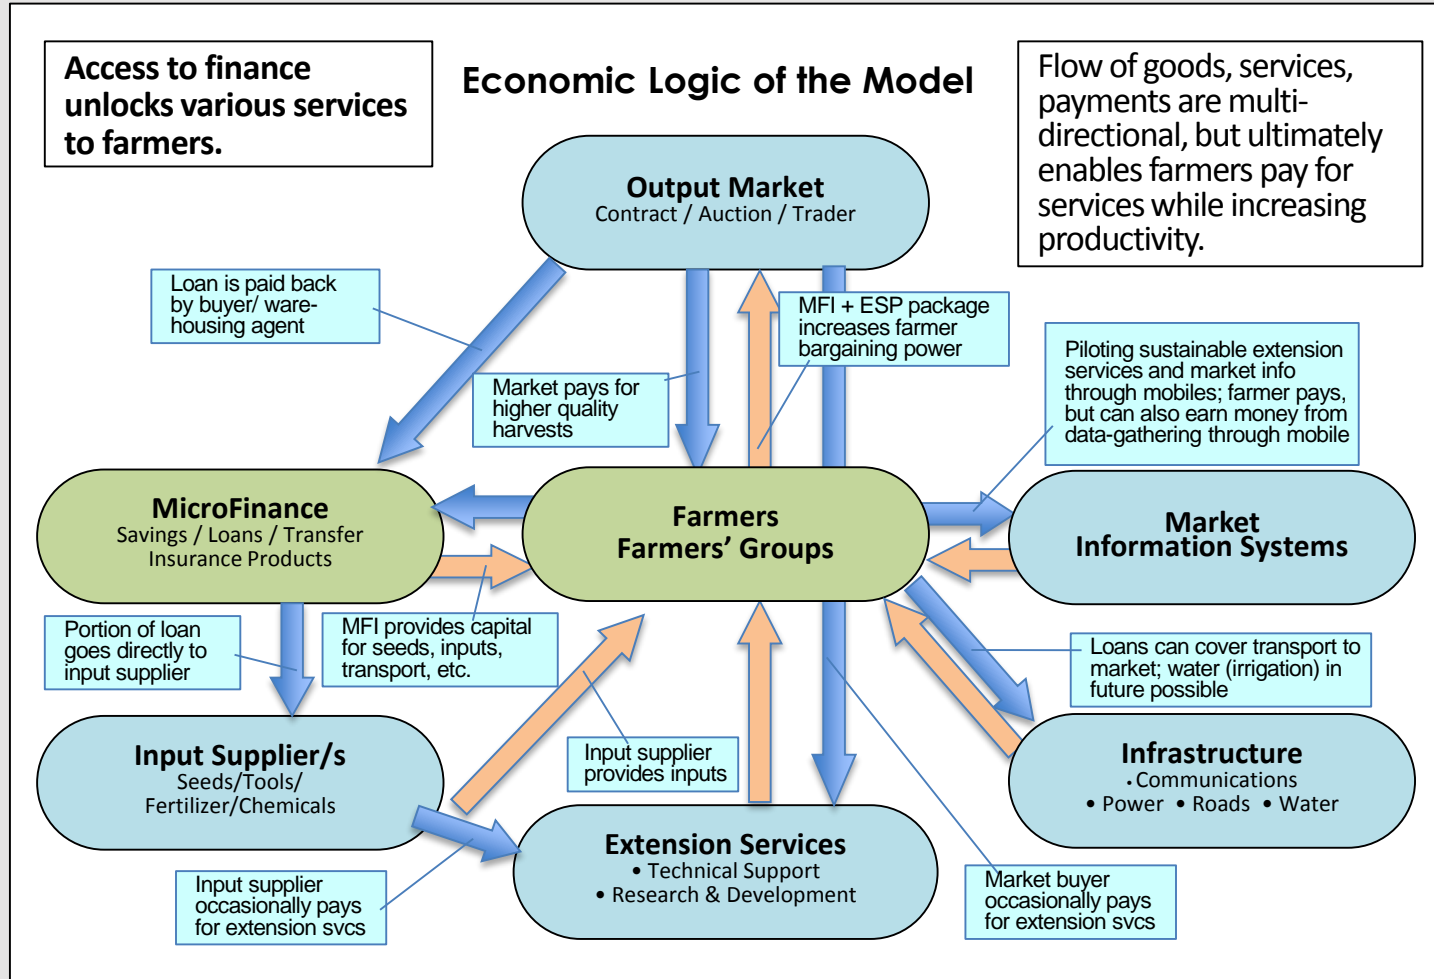 Access to finance
unlocks various services
to farmers.
Economic Logic of the Model
Flow of goods, services,
payments are multi-
directional, but ultimately
enables farmers pay for
services while increasing
productivity.
Output Market
Contract / Auction / Trader
Loan is paid back
by buyer/ ware-
housing agent
MFI + ESP package
increases farmer
bargaining power
Market pays for
higher quality
harvests
Piloting sustainable extension
services and market info
through mobiles; farmer pays,
but can also earn money from
data-gathering through mobile
MicroFinance
Savings / Loans / Transfer
Insurance Products
Farmers
Farmers’ Groups
Market
Information Systems
Portion of loan
goes directly to
input supplier
MFI provides capital
for seeds, inputs,
transport, etc.
Loans can cover transport to
market; water (irrigation) in
future possible
Input Supplier/s
Seeds/Tools/
Fertilizer/Chemicals
Input supplier
provides inputs
Infrastructure
• Communications
• Power • Roads • Water
Extension Services
• Technical Support
• Research & Development
Input supplier
occasionally pays
for extension svcs
Market buyer
occasionally pays
for extension svcs